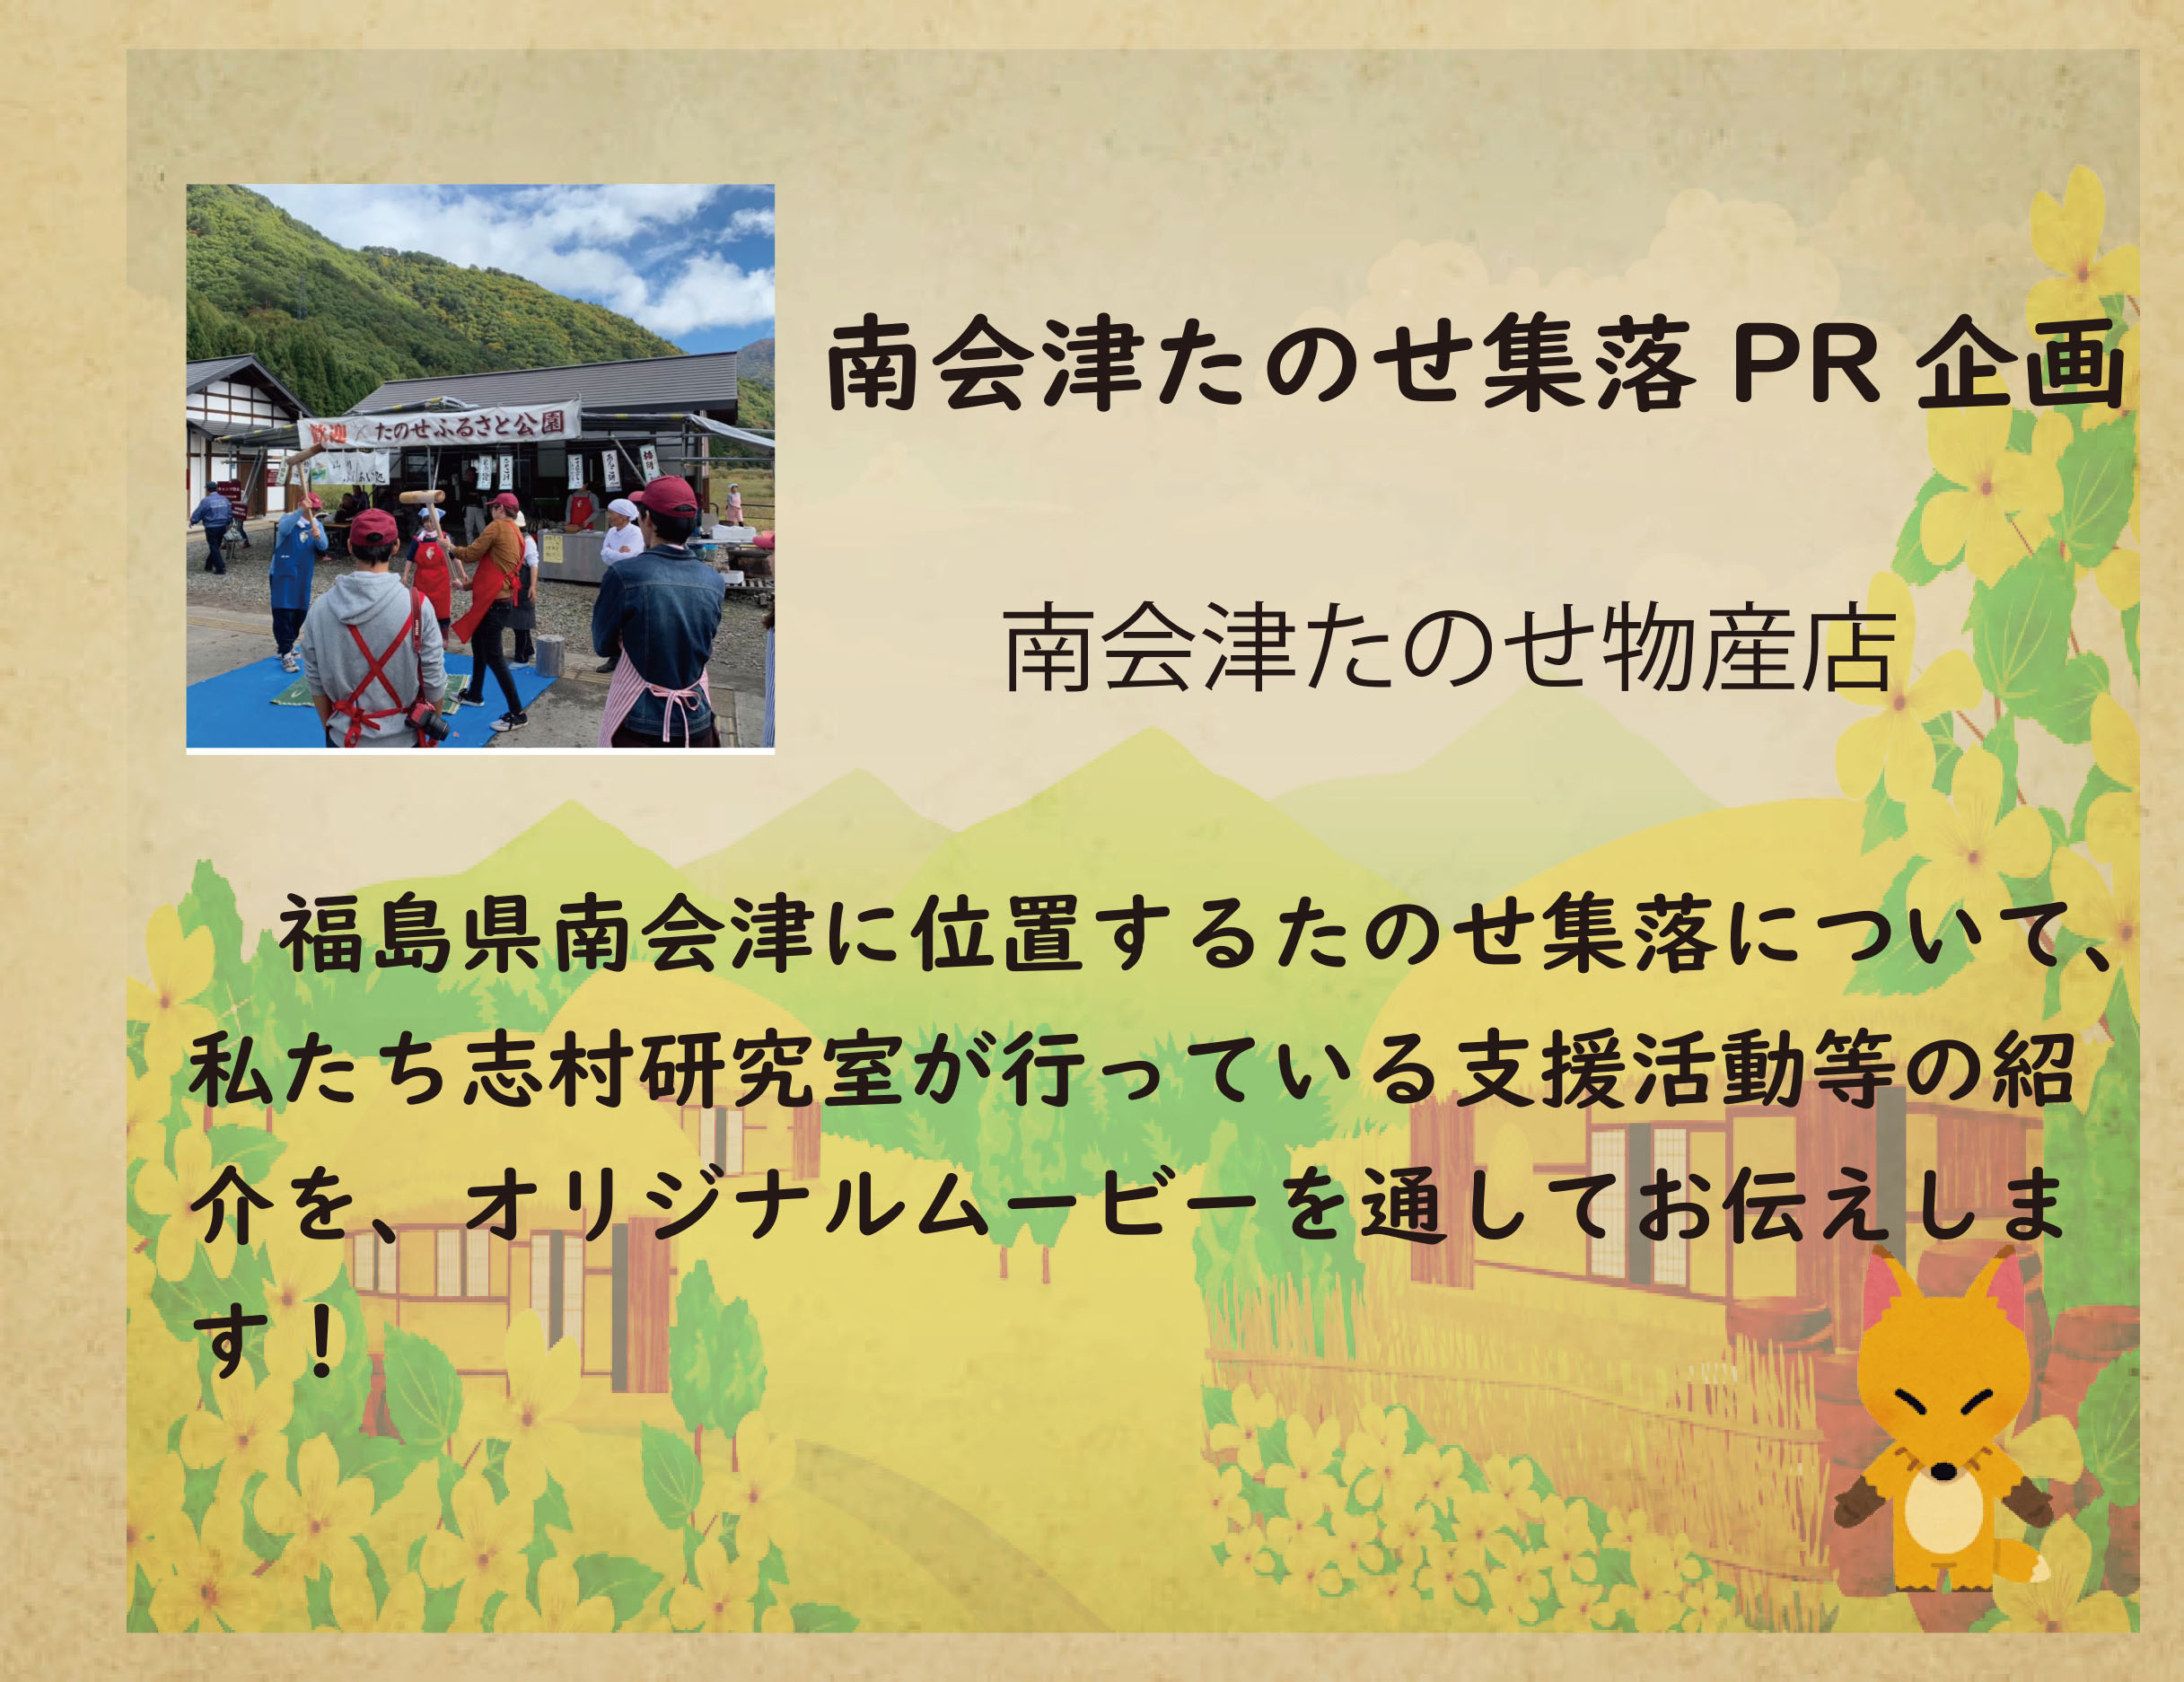 南会津たのせ集落 PR 企画
歓迎 たのせふるさと公園
南会津たのせ物産店
福島県南会津に位置するたのせ集落について、
私たち志村研究室が行っている支援活動等の紹
介を、オリジナルムービーを通してお伝えしま
す！